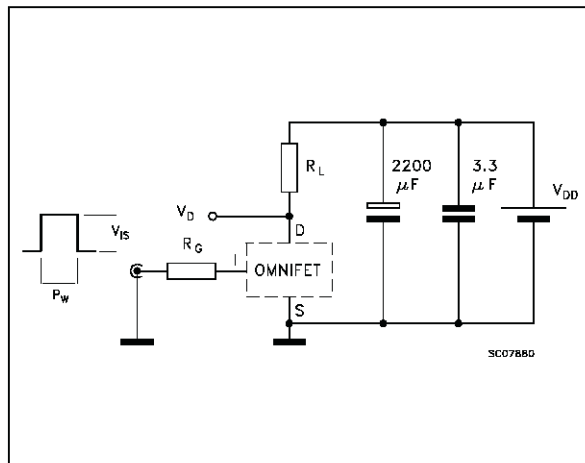 R_L
2200
µF
3.3
µF
V_DD
V_D
D
V_IS
R_G
I
OMNIFET
P_W
S
SC07880